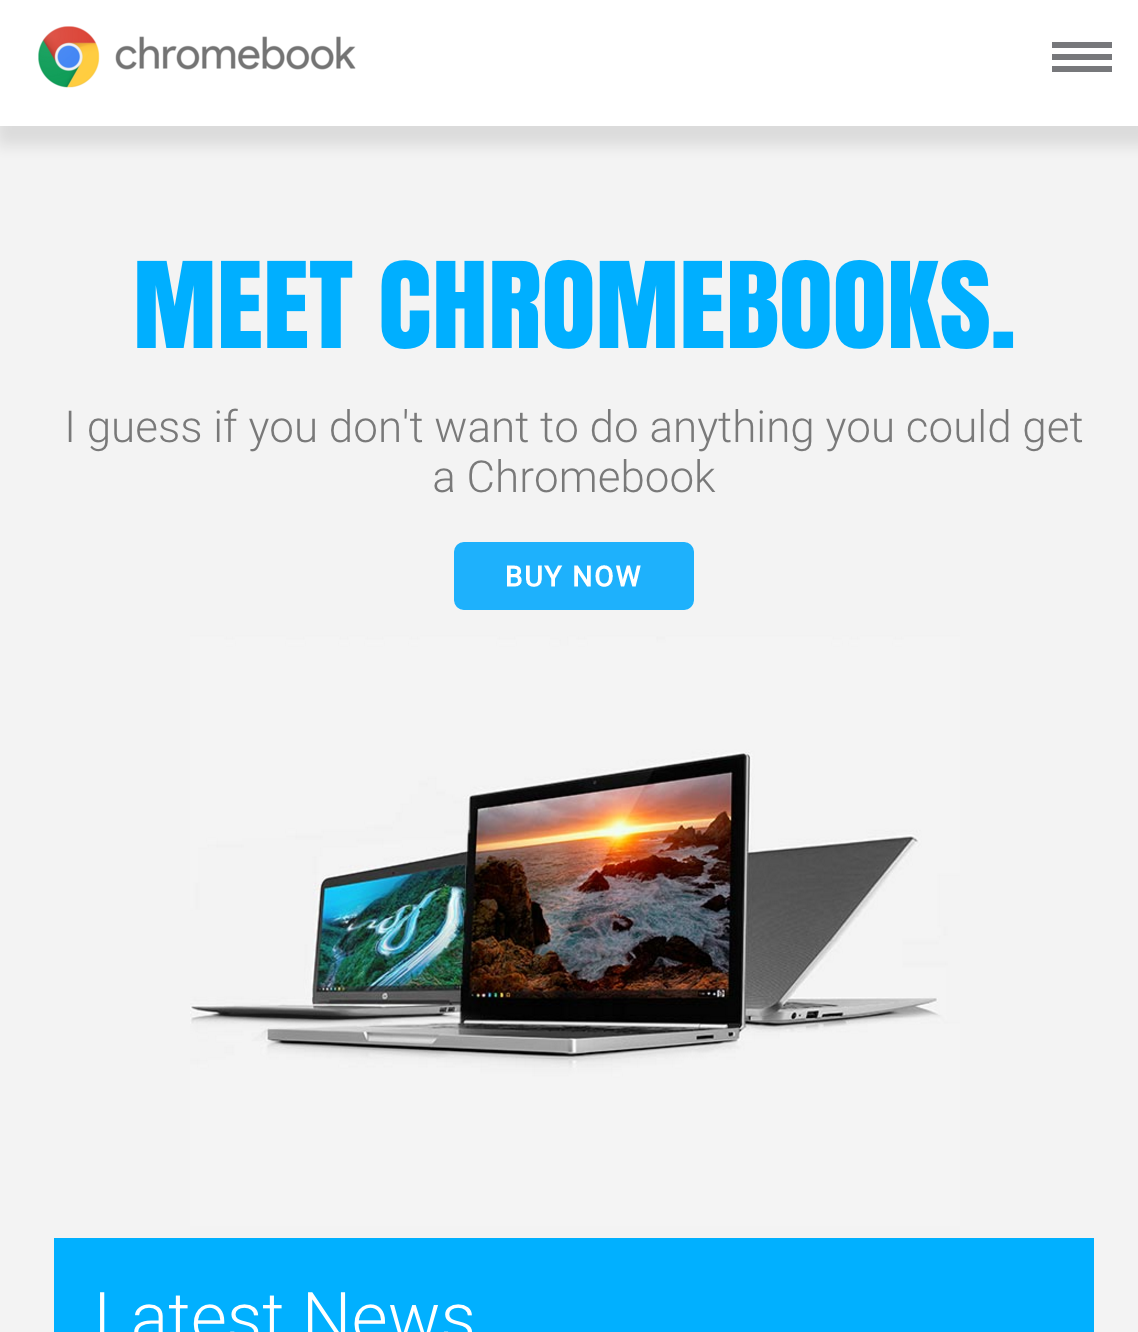 chromebook
MEET CHROMEBOOKS.
I guess if you don't want to do anything you could get
a Chromebook
BUY NOW
Latest News